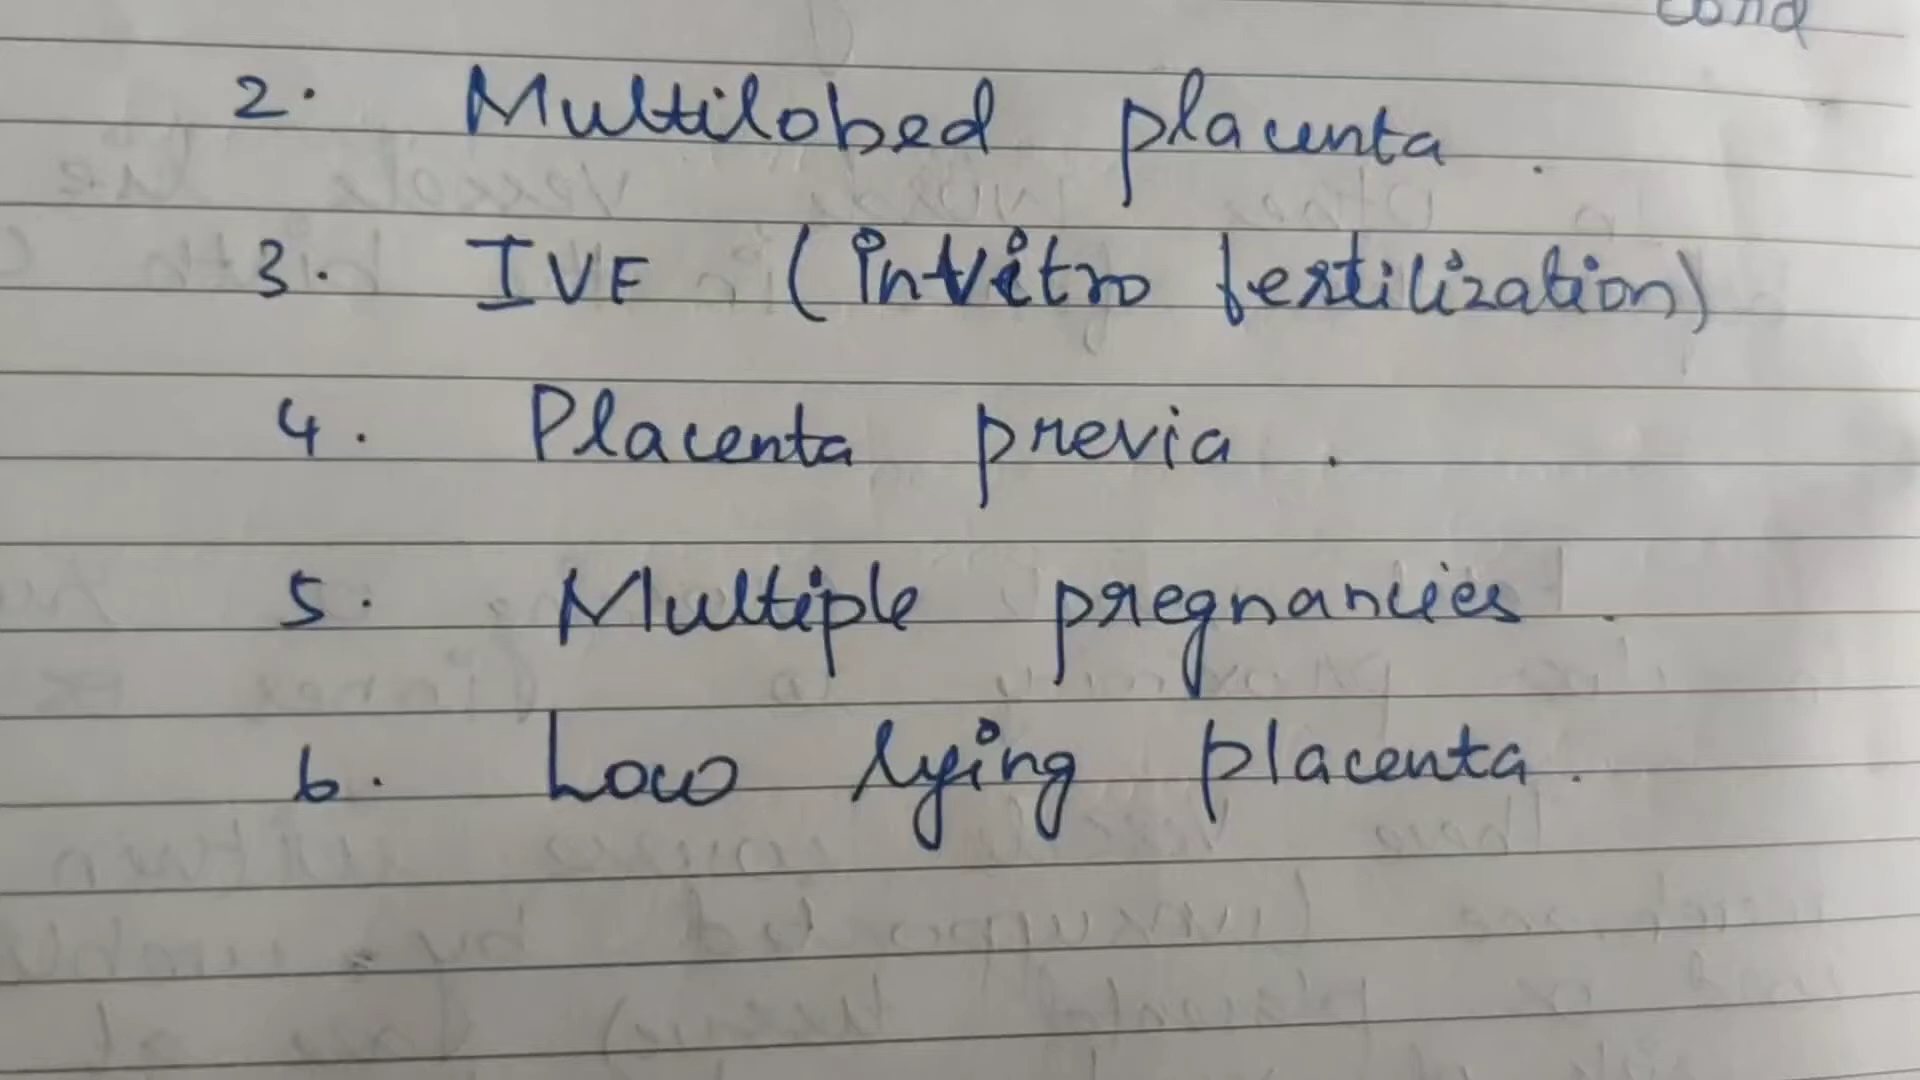 2. Multilobed placenta.
3. IVF (invitro fertilization)
4. Placenta previa.
5. Multiple pregnancies.
6. Low lying placenta.